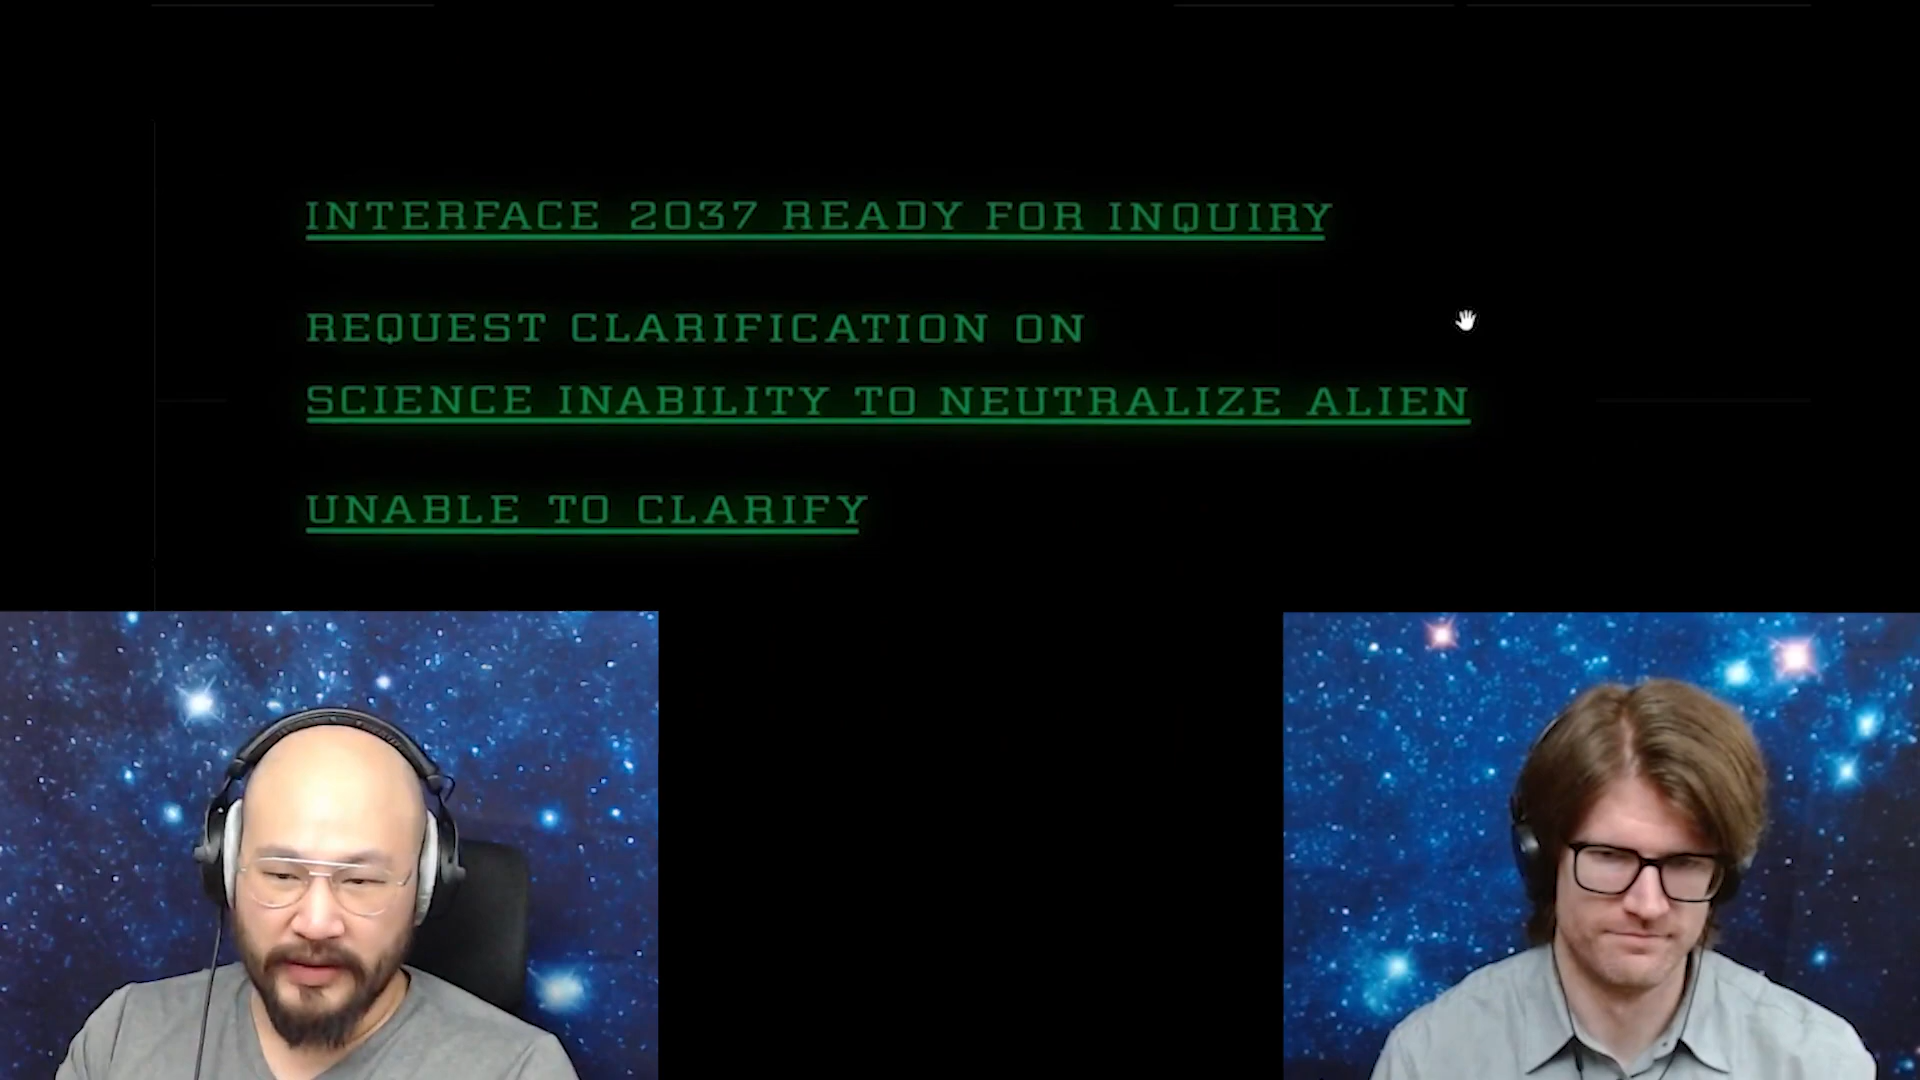 INTERFACE 2037 READY FOR INQUIRY
REQUEST CLARIFICATION ON
SCIENCE INABILITY TO NEUTRALIZE ALIEN
UNABLE TO CLARIFY